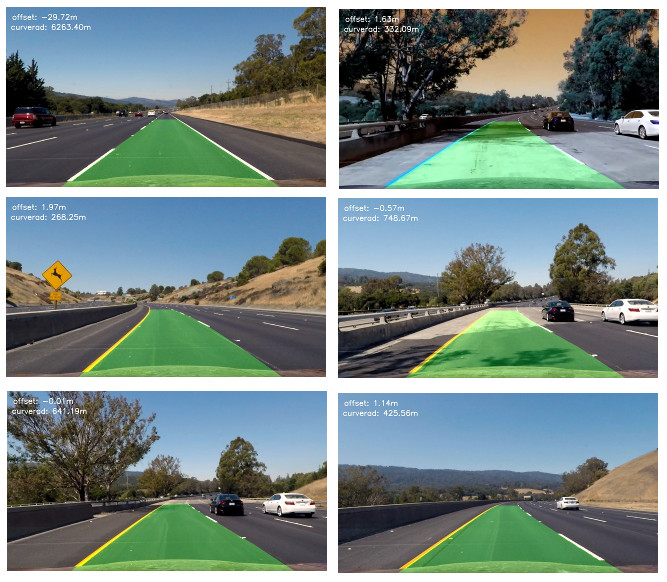 offset: -29.72m
curverad: 6263.40m
offset: 1.63m
curverad: 332.09m
offset: 1.97m
curverad: 268.25m
offset: -0.57m
curverad: 748.67m
offset: -0.01m
curverad: 641.19m
offset: 1.14m
curverad: 425.56m